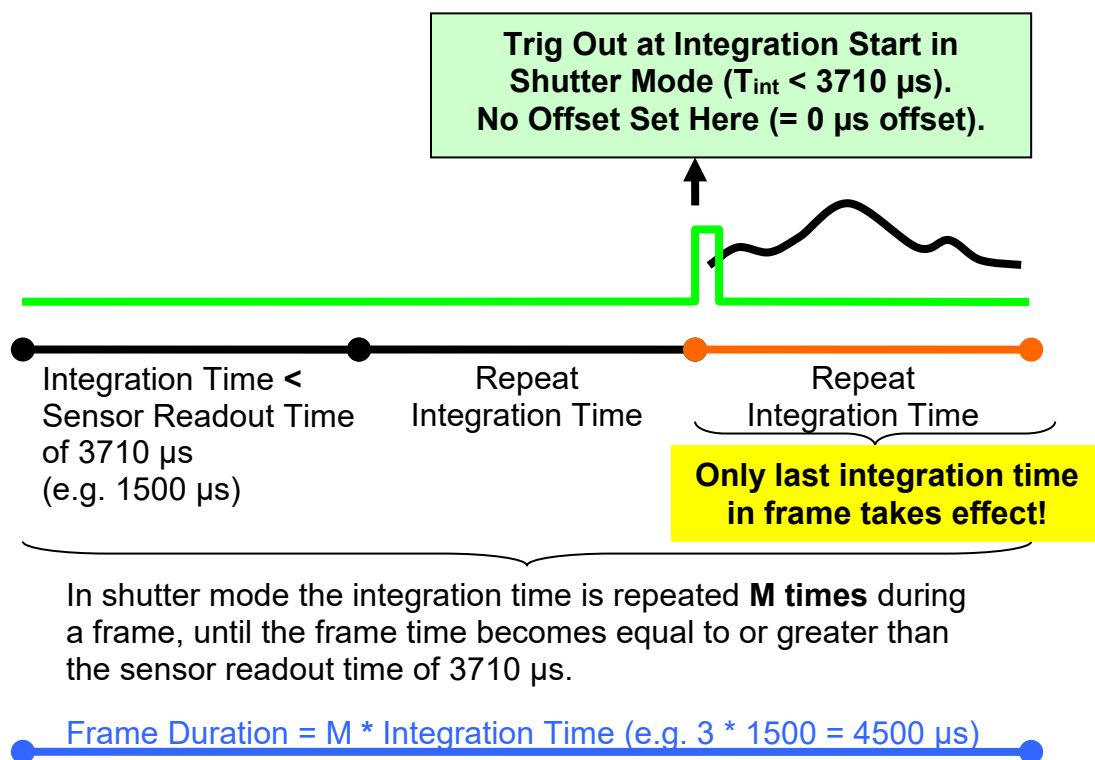 Trig Out at Integration Start in
Shutter Mode (Tint < 3710 µs).
No Offset Set Here (= 0 µs offset).
Integration Time <
Sensor Readout Time
of 3710 µs
(e.g. 1500 µs)
Repeat
Integration Time
Repeat
Integration Time
Only last integration time
in frame takes effect!
In shutter mode the integration time is repeated M times during
a frame, until the frame time becomes equal to or greater than
the sensor readout time of 3710 µs.
Frame Duration = M * Integration Time (e.g. 3 * 1500 = 4500 µs)